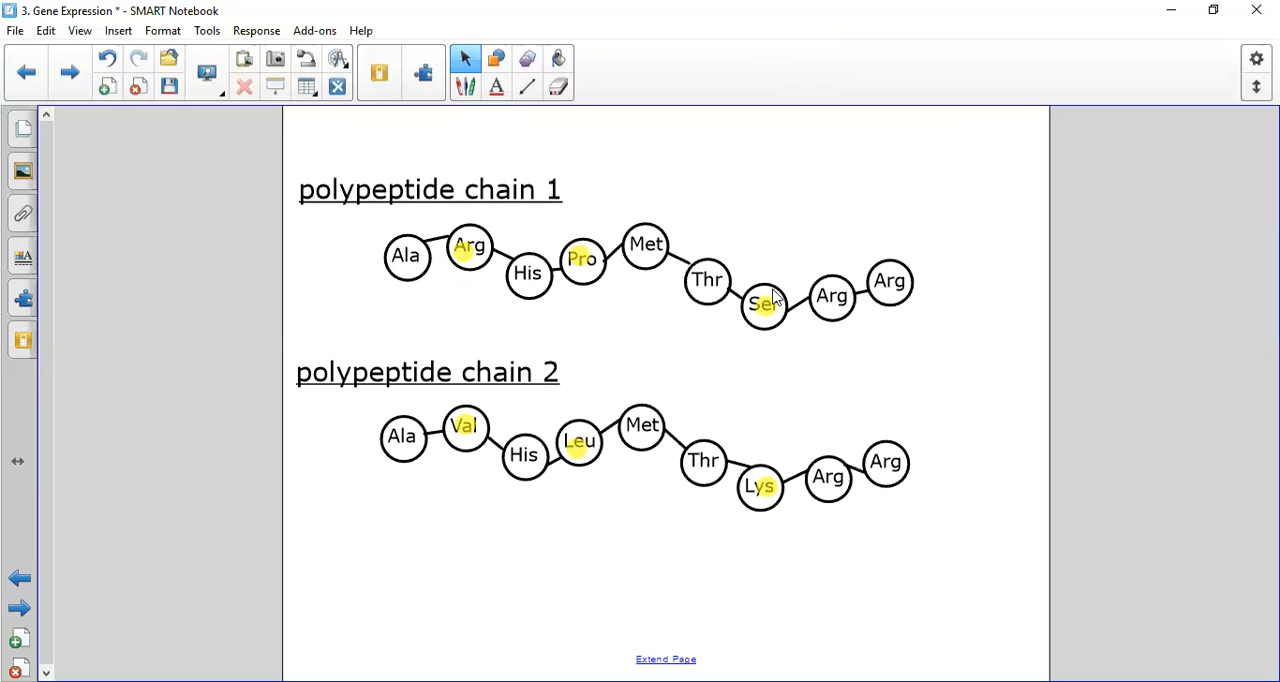 3. Gene Expression * - SMART Notebook
File Edit View Insert Format Tools Response Add-ons Help
polypeptide chain 1
Ala Arg His Pro Met Thr Ser Arg Arg
polypeptide chain 2
Ala Val His Leu Met Thr Lys Arg Arg
Extend Page